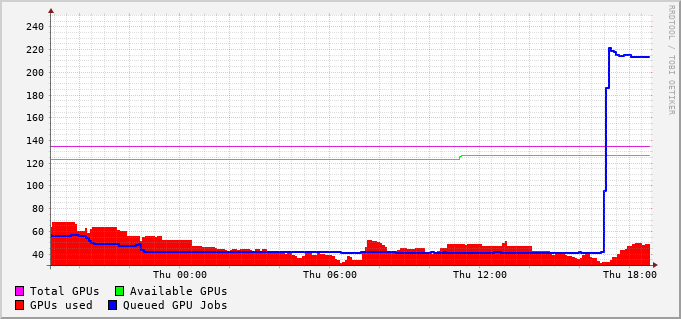 240
220
200
180
160
140
120
100
80
60
40
Thu 00:00 Thu 06:00 Thu 12:00 Thu 18:00
Total GPUs Available GPUs
GPUs used Queued GPU Jobs
RRDTOOL / TOBI OETIKER